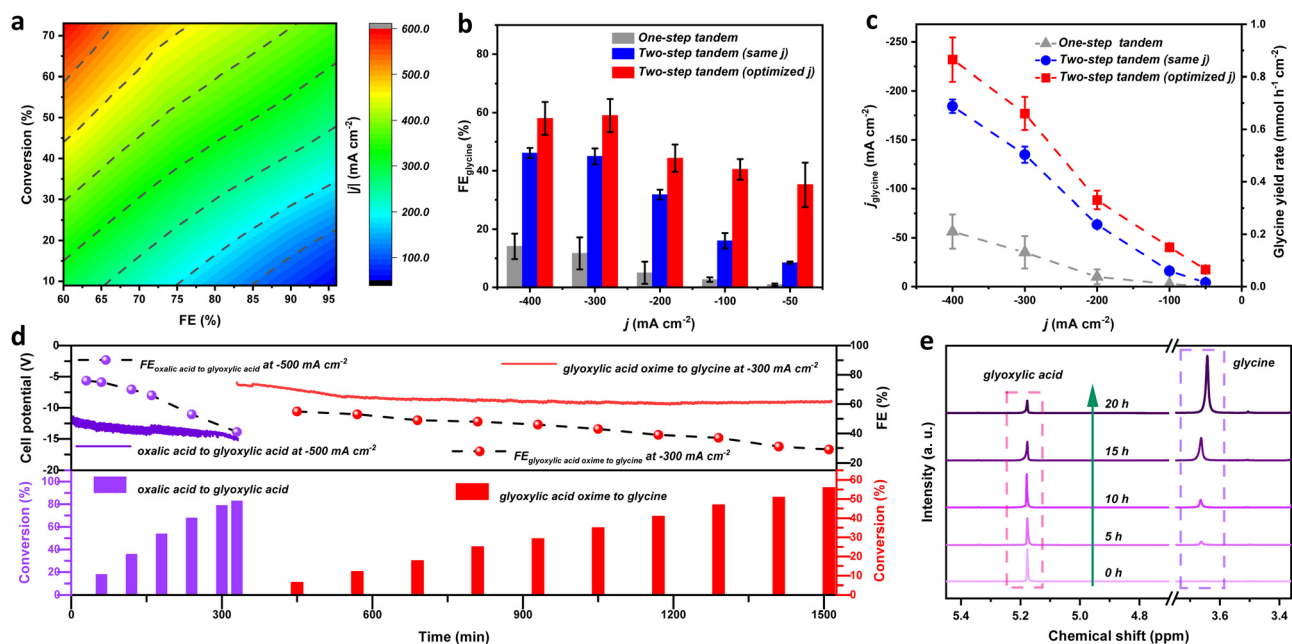 a
Conversion (%)
70
60
50
40
30
20
10
60 65 70 75 80 85 90 95
FE (%)
600.0
500.0
400.0
300.0
200.0
100.0
|j| (mA cm⁻²)
b
One-step tandem
Two-step tandem (same j)
Two-step tandem (optimized j)
FEglycine (%)
80
60
40
20
0
-400 -300 -200 -100 -50
j (mA cm⁻²)
c
One-step tandem
Two-step tandem (same j)
Two-step tandem (optimized j)
jglycine (mA cm⁻²)
-250
-200
-150
-100
-50
0
-400 -300 -200 -100 0
j (mA cm⁻²)
1.0
0.8
0.6
0.4
0.2
0.0
Glycine yield rate (mmol h⁻¹ cm⁻²)
d
Cell potential (V)
0
-5
-10
-15
-20
FEoxalic acid to glyoxylic acid at -500 mA cm⁻²
glyoxylic acid oxime to glycine at -300 mA cm⁻²
oxalic acid to glyoxylic acid at -500 mA cm⁻²
FEglyoxylic acid oxime to glycine at -300 mA cm⁻²
100
80
60
40
20
FE (%)
Conversion (%)
100
80
60
40
20
0
oxalic acid to glyoxylic acid
glyoxylic acid oxime to glycine
60
50
40
30
20
10
0
Conversion (%)
0 300 600 900 1200 1500
Time (min)
e
Intensity (a. u.)
glyoxylic acid
glycine
20 h
15 h
10 h
5 h
0 h
5.4 5.2 5.0 4.8 3.6 3.4
Chemical shift (ppm)